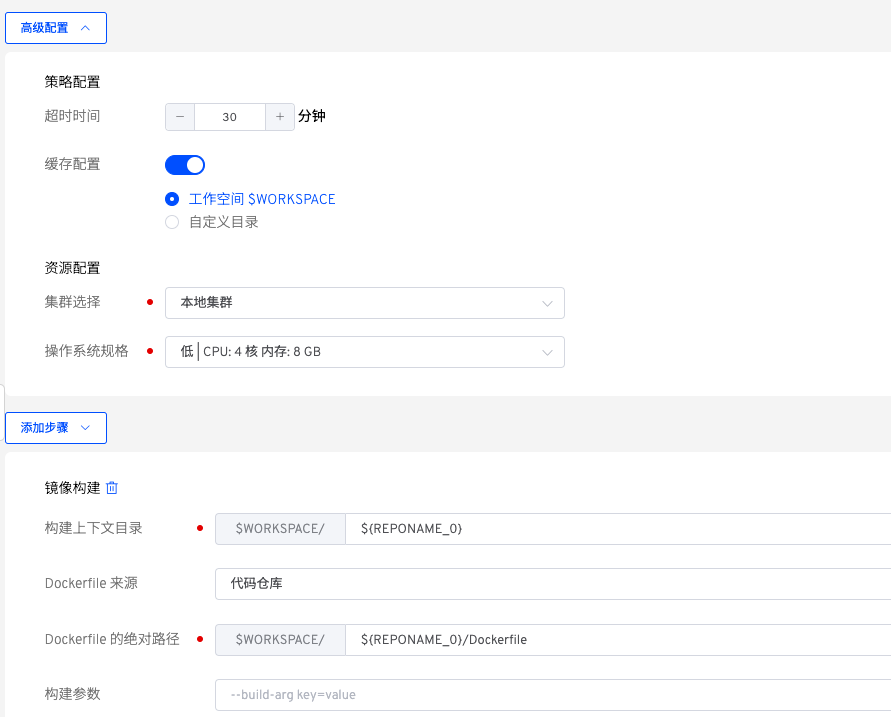 高级配置
策略配置
超时时间 − 30 + 分钟
缓存配置
工作空间 $WORKSPACE
自定义目录
资源配置
集群选择 本地集群
操作系统规格 低 | CPU: 4 核 内存: 8 GB
添加步骤
镜像构建
构建上下文目录 $WORKSPACE/ ${REPONAME_0}
Dockerfile 来源 代码仓库
Dockerfile 的绝对路径 $WORKSPACE/ ${REPONAME_0}/Dockerfile
构建参数 --build-arg key=value